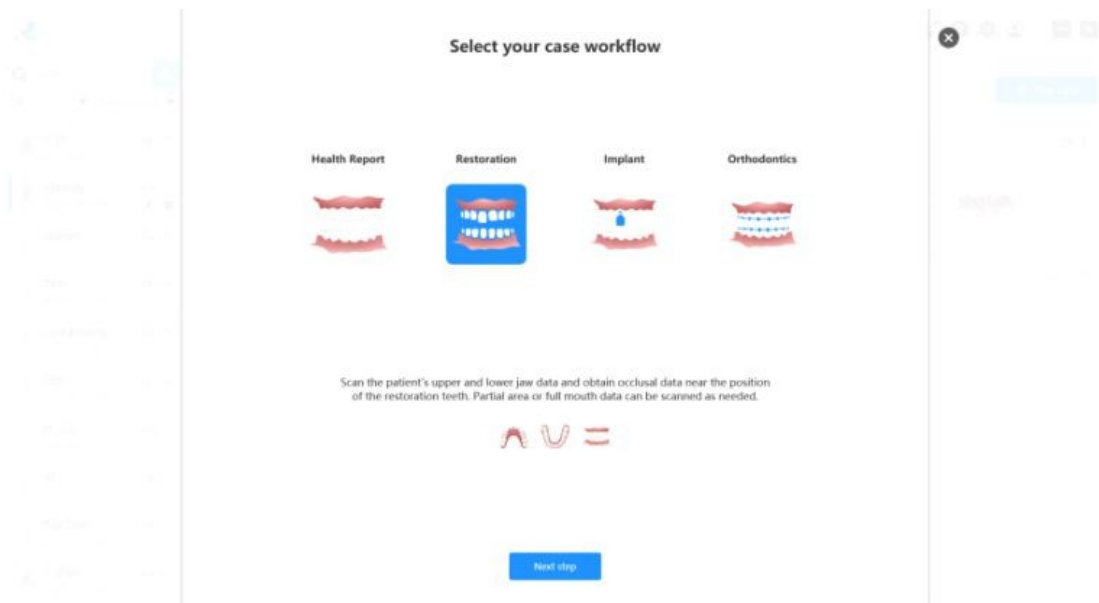 Select your case workflow
Health Report
Restoration
Implant
Orthodontics
Scan the patient's upper and lower jaw data and obtain occlusal data near the position
of the restoration teeth. Partial area or full mouth data can be scanned as needed.
Next step